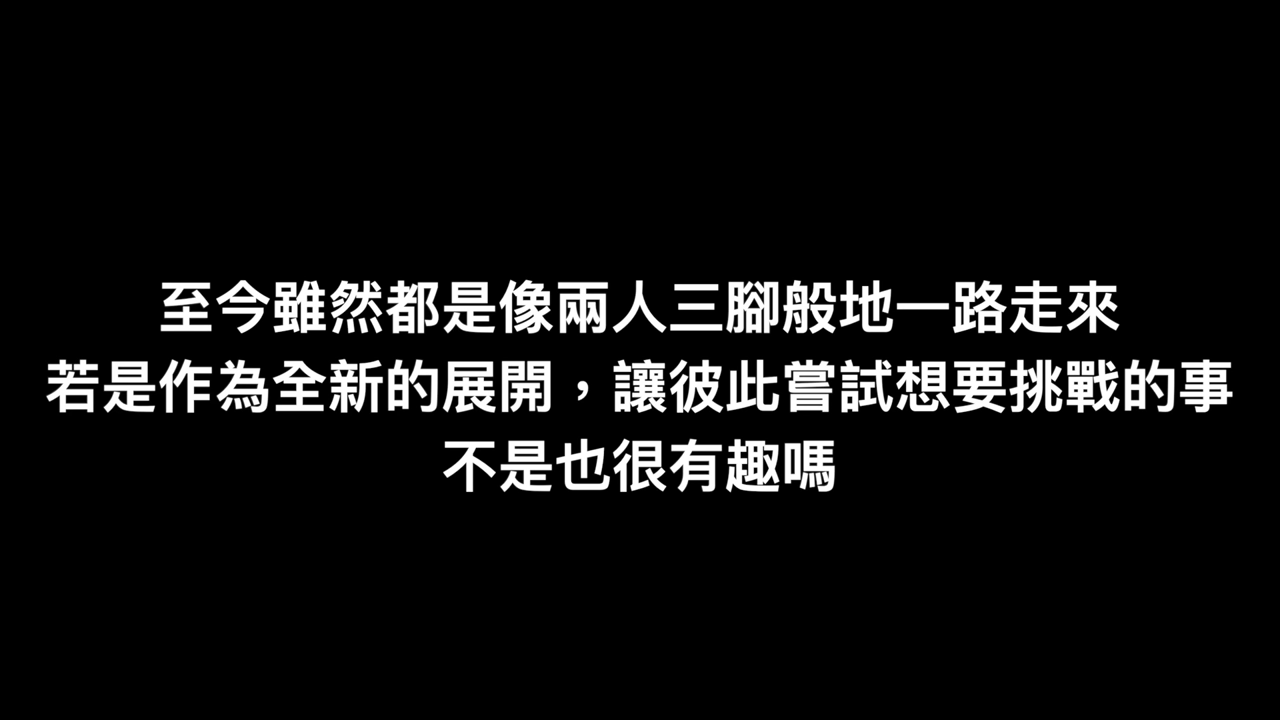 至今雖然都是像兩人三腳般地一路走來
若是作為全新的展開，讓彼此嘗試想要挑戰的事
不是也很有趣嗎